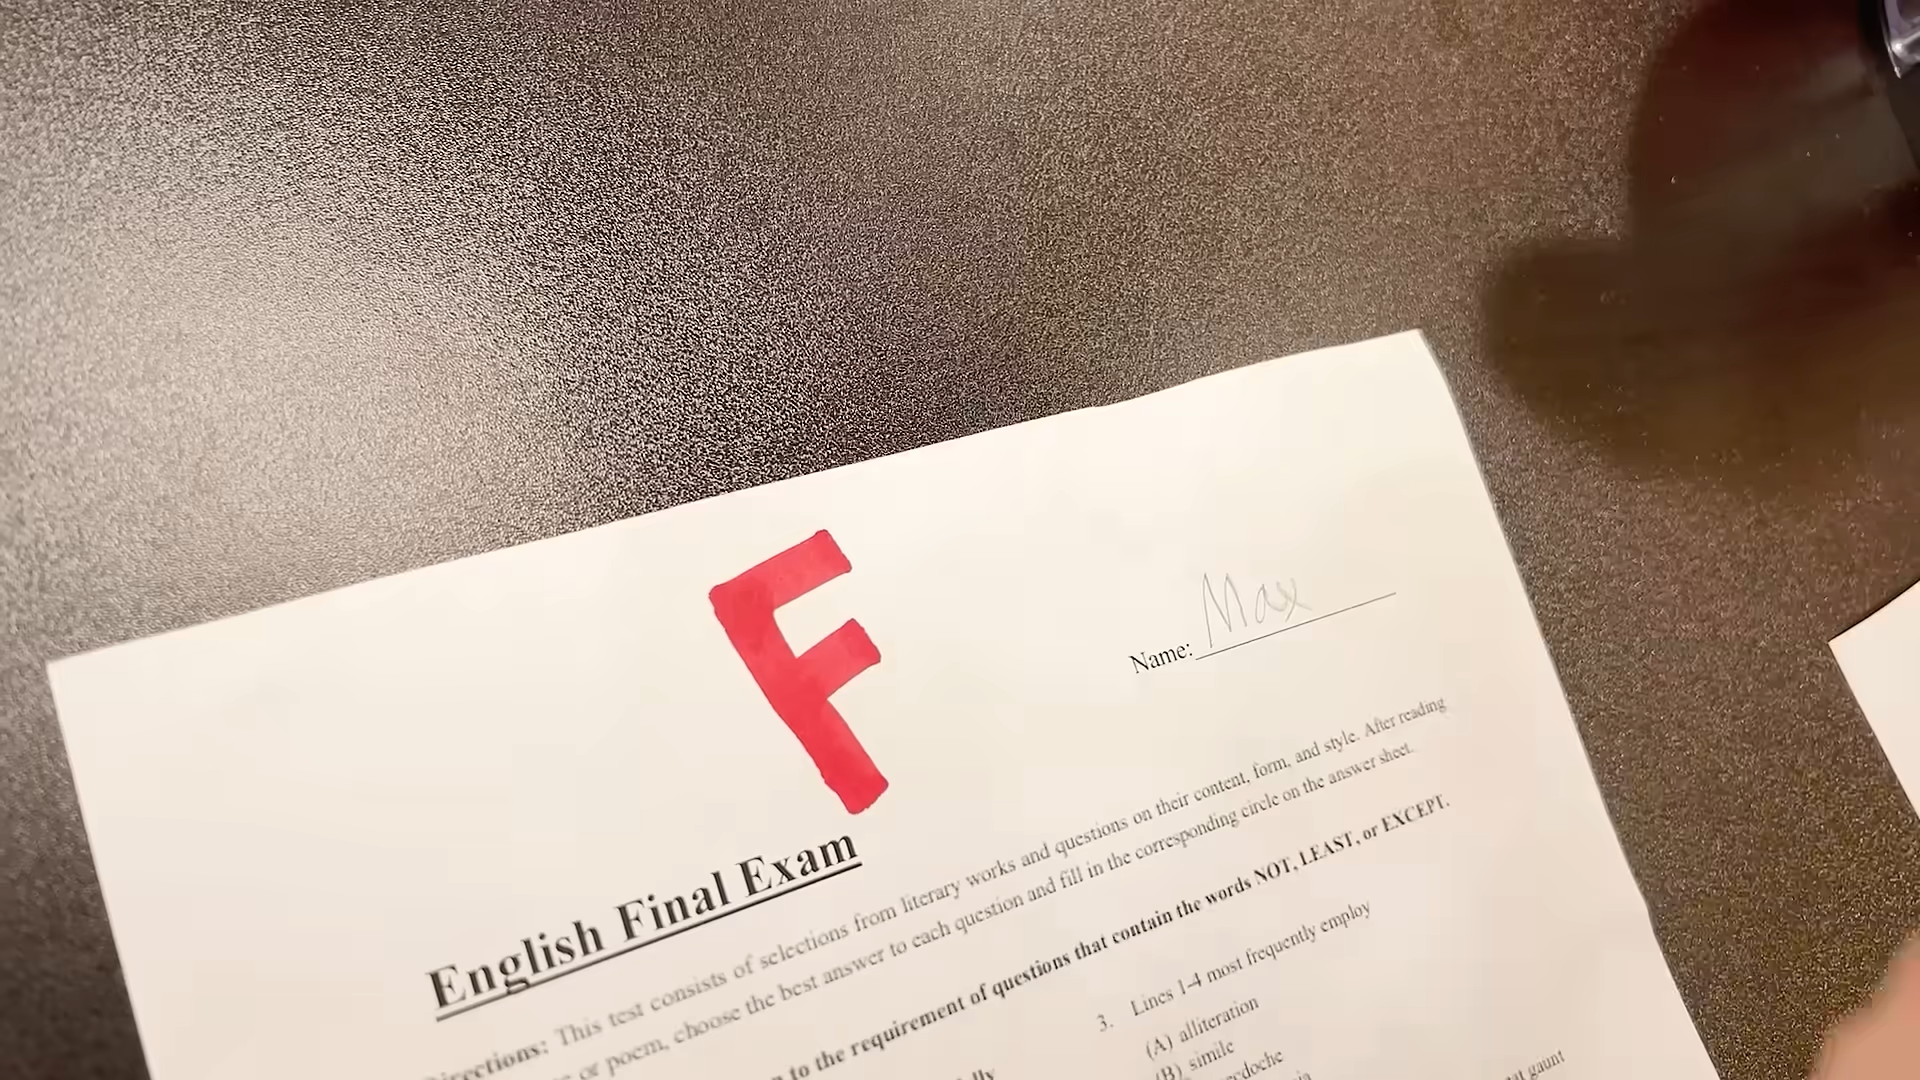 F
Name: Max
English Final Exam
This test consists of selections from literary works and questions on their content, form, and style. After reading
or poem, choose the best answer to each question and fill in the corresponding circle on the answer sheet.
to the requirement of questions that contain the words NOT, LEAST, or EXCEPT.
3. Lines 1-4 most frequently employ
(A) alliteration
(B) simile
gaunt